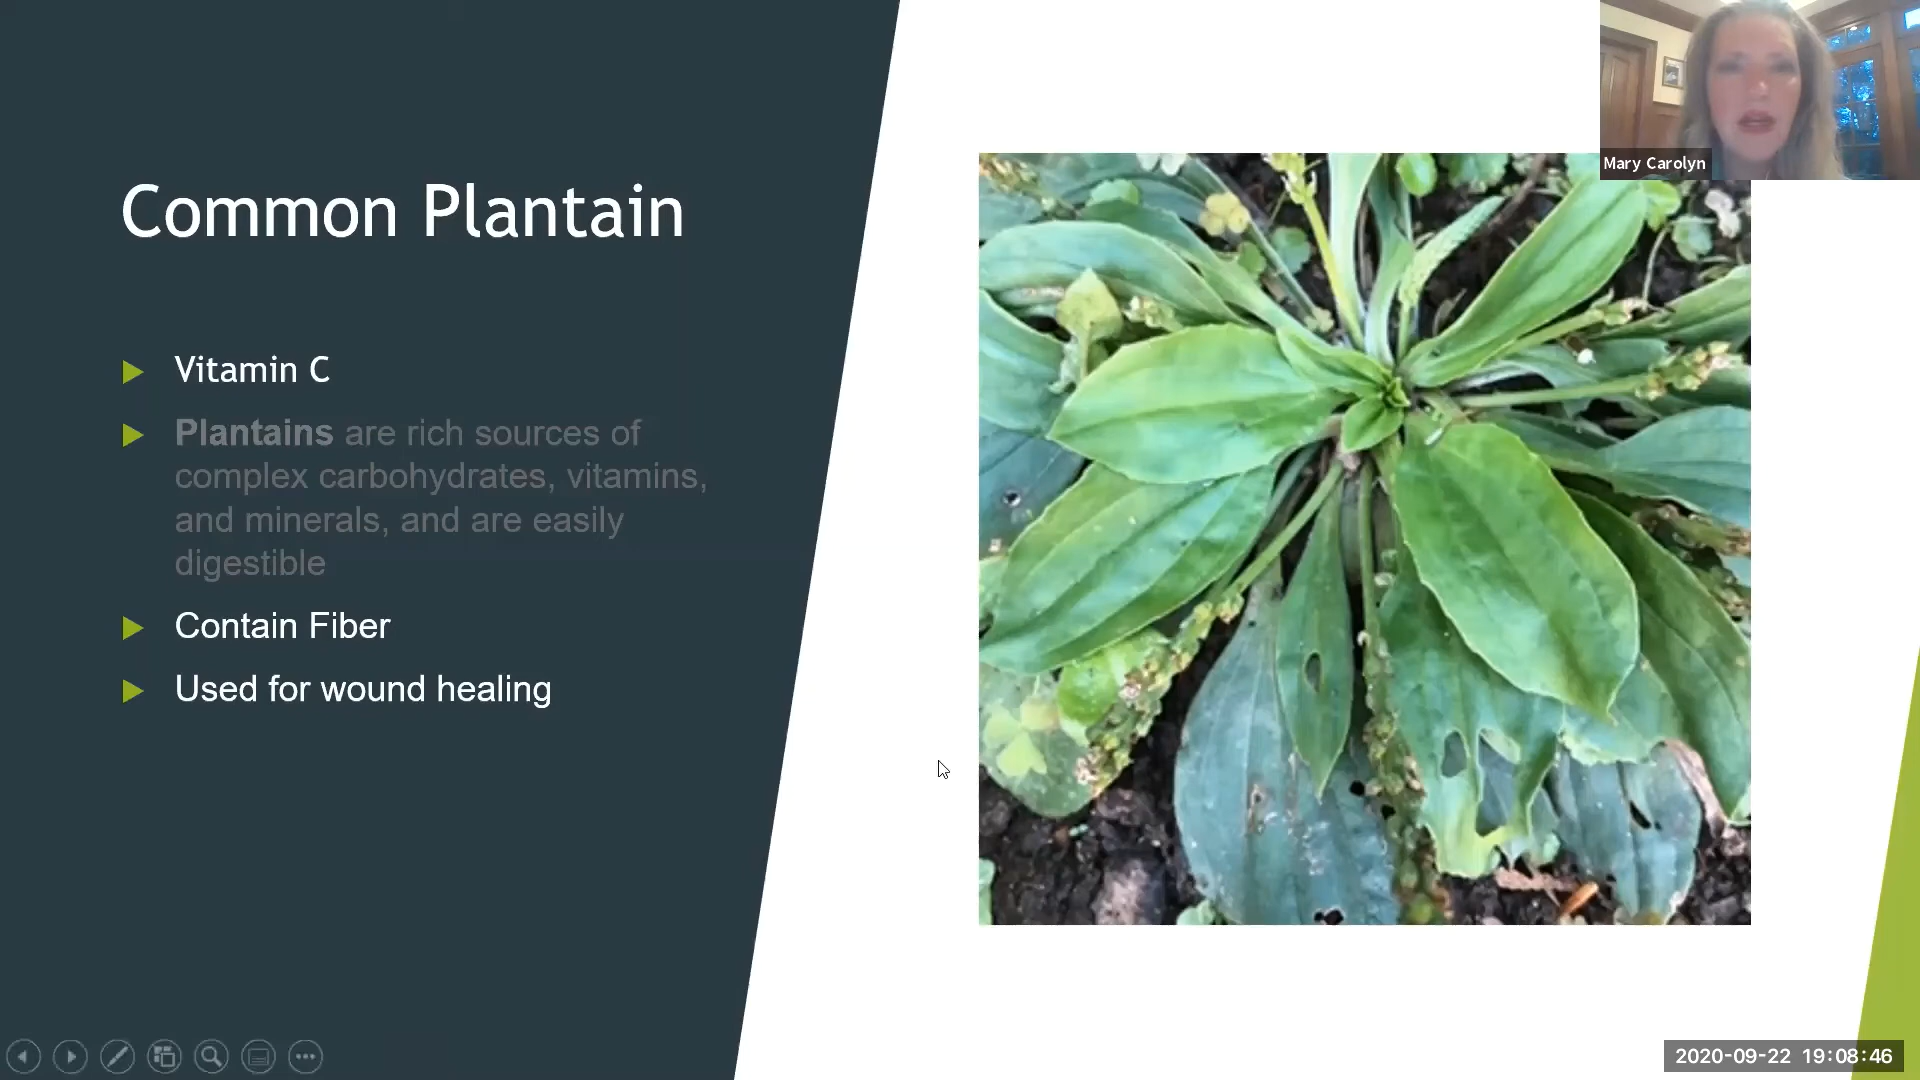 Common Plantain
Vitamin C
Plantains are rich sources of
complex carbohydrates, vitamins,
and minerals, and are easily
digestible
Contain Fiber
Used for wound healing
Mary Carolyn
2020-09-22 19:08:46